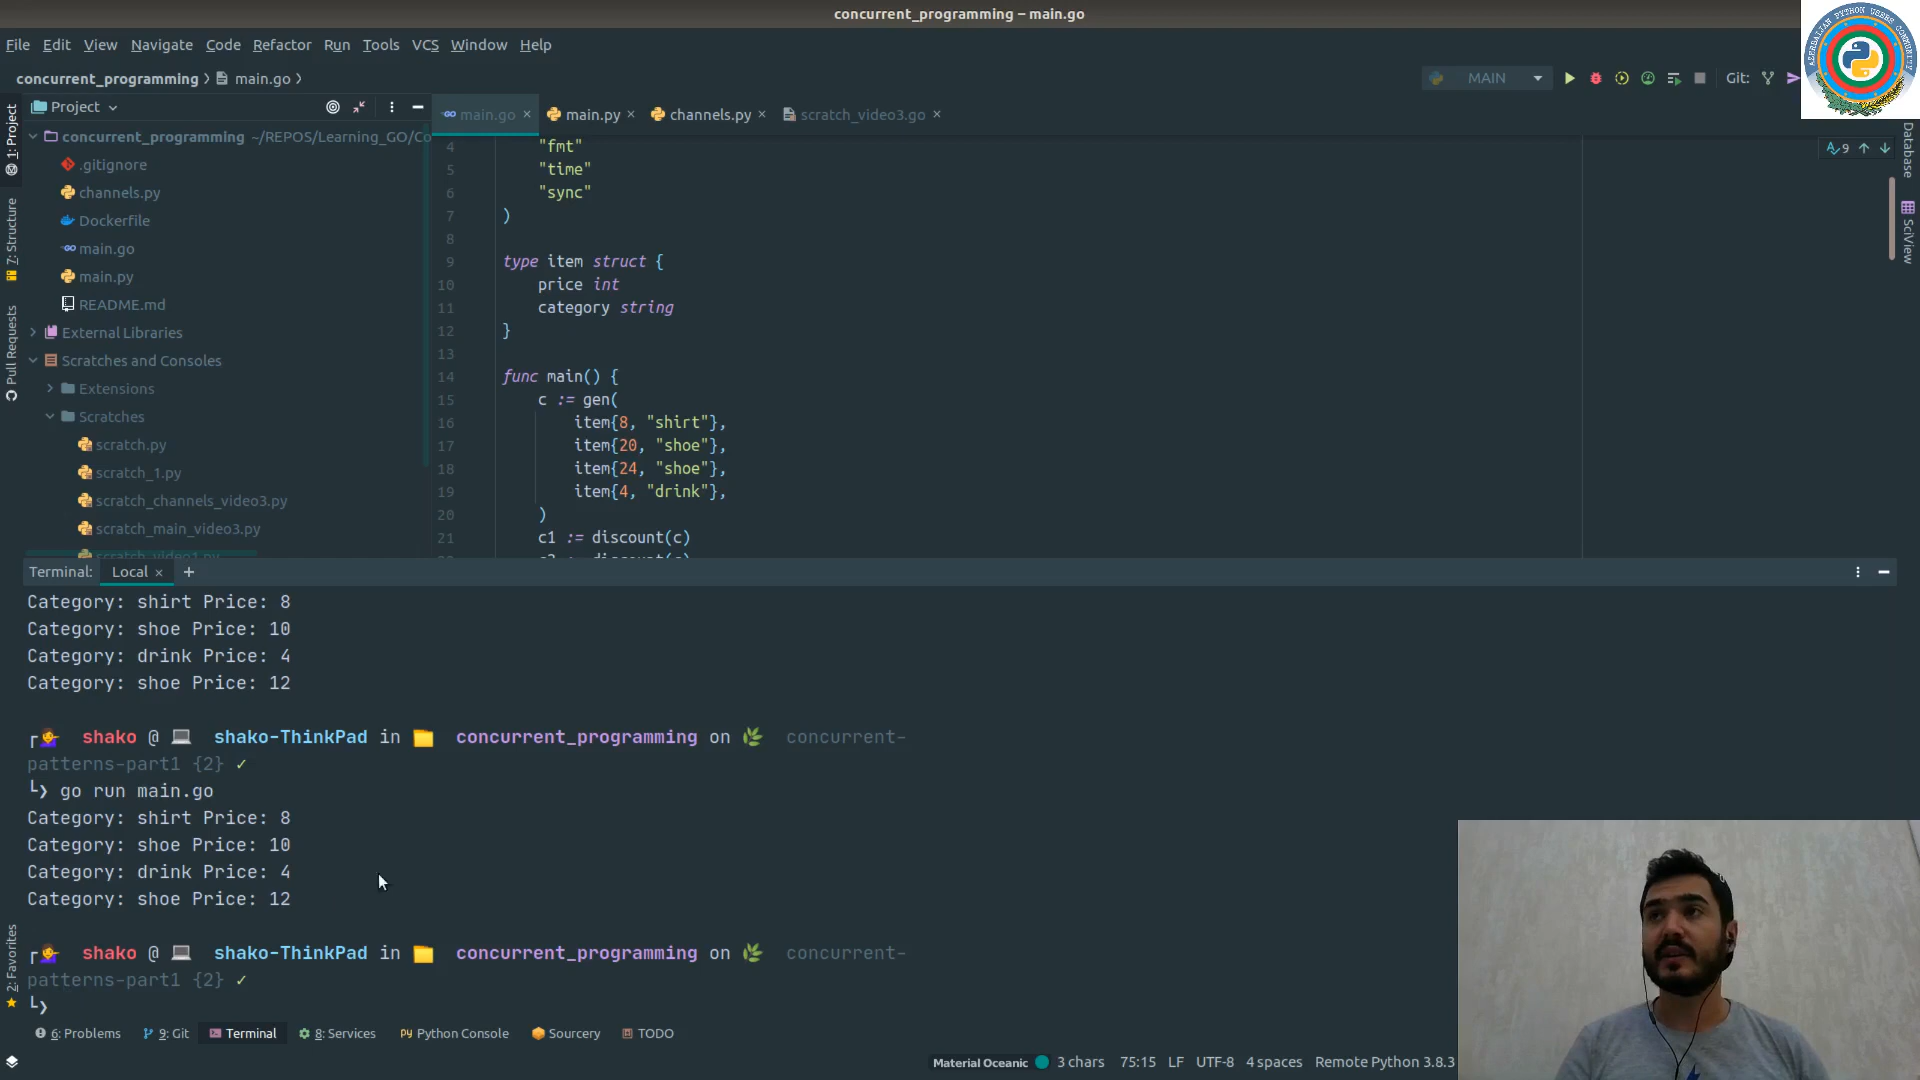 concurrent_programming – main.go
File Edit View Navigate Code Refactor Run Tools VCS Window Help
concurrent_programming main.go
MAIN Git:
AZERBAIJAN PYTHON USERS COMMUNITY
Project
main.go × main.py × channels.py × scratch_video3.go ×
1: Project
7: Structure
Pull Requests
2: Favorites
Database
SciView
9
concurrent_programming ~/REPOS/Learning_GO/Co
.gitignore
channels.py
Dockerfile
main.go
main.py
README.md
External Libraries
Scratches and Consoles
Extensions
Scratches
scratch.py
scratch_1.py
scratch_channels_video3.py
scratch_main_video3.py
scratch_video1.py
4 "fmt"
5 "time"
6 "sync"
7 )
8
9 type item struct {
10 price int
11 category string
12 }
13
14 func main() {
15 c := gen(
16 item{8, "shirt"},
17 item{20, "shoe"},
18 item{24, "shoe"},
19 item{4, "drink"},
20 )
21 c1 := discount(c)
Terminal: Local × +
Category: shirt Price: 8
Category: shoe Price: 10
Category: drink Price: 4
Category: shoe Price: 12
shako @ shako-ThinkPad in concurrent_programming on concurrent-
patterns-part1 {2} ✓
go run main.go
Category: shirt Price: 8
Category: shoe Price: 10
Category: drink Price: 4
Category: shoe Price: 12
shako @ shako-ThinkPad in concurrent_programming on concurrent-
patterns-part1 {2} ✓
6: Problems 9: Git Terminal 8: Services Python Console Sourcery TODO
Material Oceanic 3 chars 75:15 LF UTF-8 4 spaces Remote Python 3.8.3